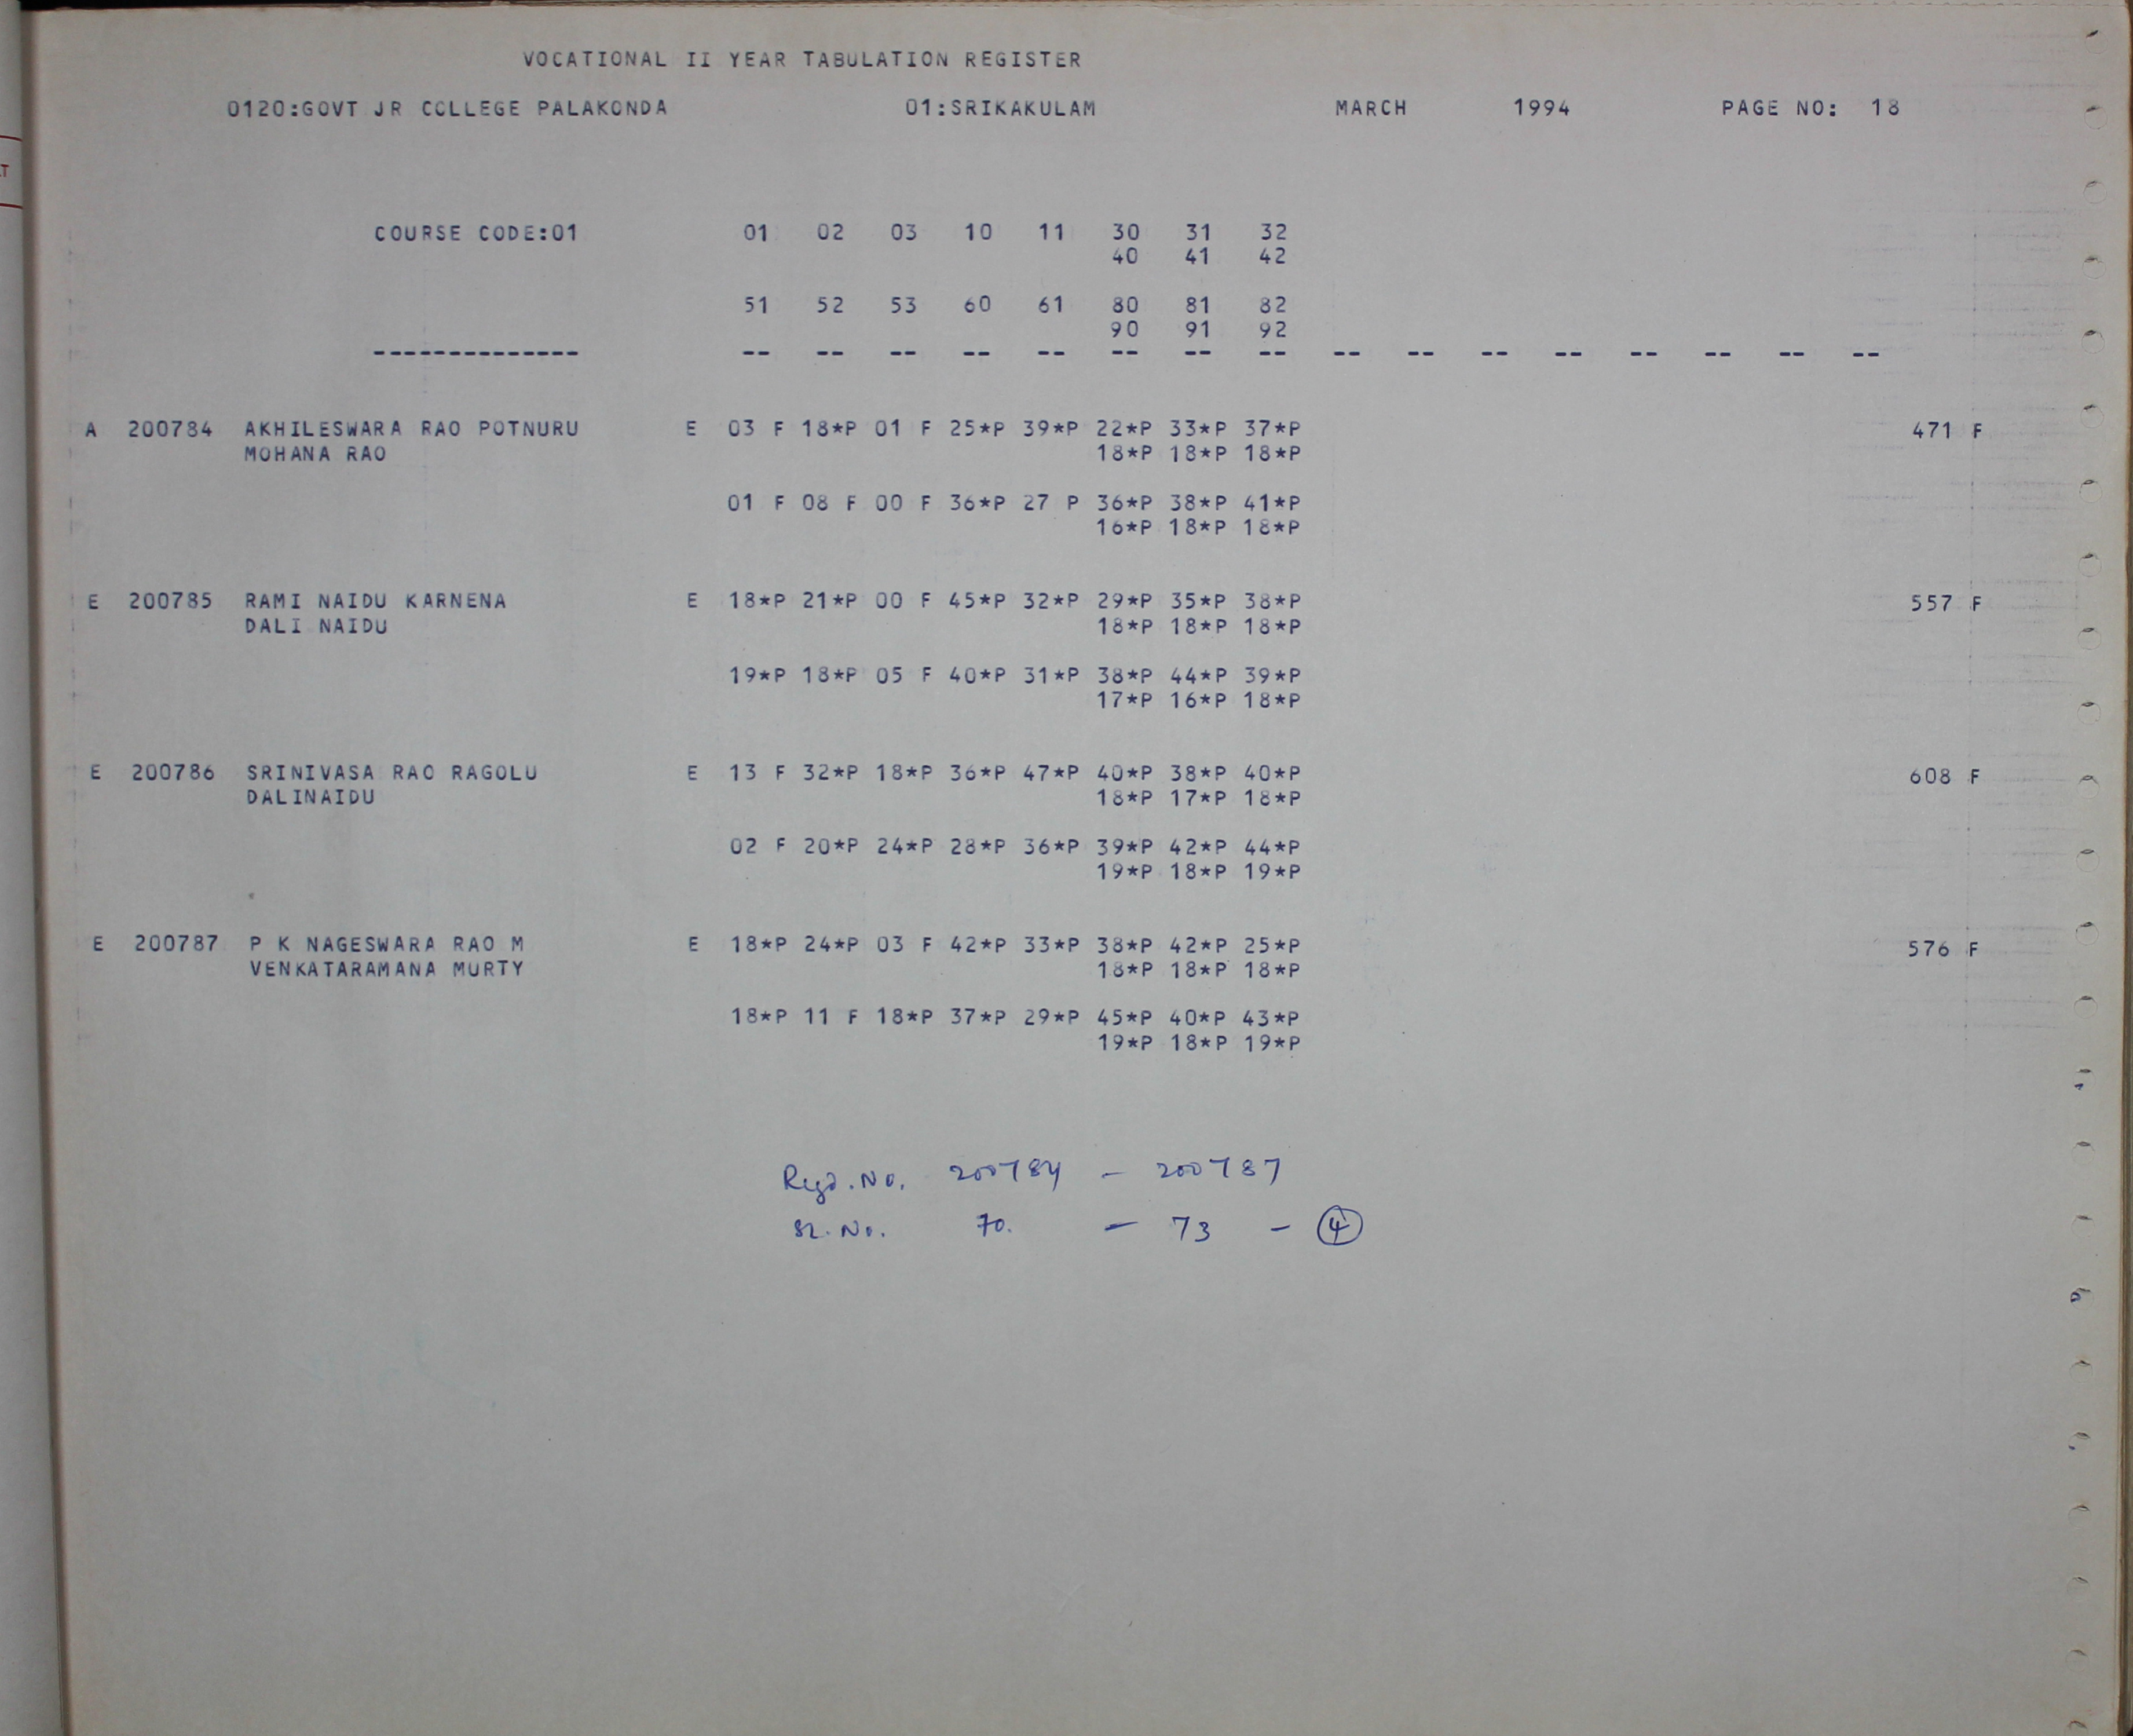 VOCATIONAL II YEAR TABULATION REGISTER
0120:GOVT JR COLLEGE PALAKONDA 01:SRIKAKULAM MARCH 1994 PAGE NO: 18
COURSE CODE:01 01 02 03 10 11 30 31 32
40 41 42
51 52 53 60 61 80 81 82
90 91 92
-------------- -- -- -- -- -- -- -- -- -- -- -- -- -- -- -- --
A 200784 AKHILESWARA RAO POTNURU E 03 F 18*P 01 F 25*P 39*P 22*P 33*P 37*P 471 F
MOHANA RAO 18*P 18*P 18*P
01 F 08 F 00 F 36*P 27 P 36*P 38*P 41*P
16*P 18*P 18*P
E 200785 RAMI NAIDU KARNENA E 18*P 21*P 00 F 45*P 32*P 29*P 35*P 38*P 557 F
DALI NAIDU 18*P 18*P 18*P
19*P 18*P 05 F 40*P 31*P 38*P 44*P 39*P
17*P 16*P 18*P
E 200786 SRINIVASA RAO RAGOLU E 13 F 32*P 18*P 36*P 47*P 40*P 38*P 40*P 608 F
DALINAIDU 18*P 17*P 18*P
02 F 20*P 24*P 28*P 36*P 39*P 42*P 44*P
19*P 18*P 19*P
E 200787 P K NAGESWARA RAO M E 18*P 24*P 03 F 42*P 33*P 38*P 42*P 25*P 576 F
VENKATARAMANA MURTY 18*P 18*P 18*P
18*P 11 F 18*P 37*P 29*P 45*P 40*P 43*P
19*P 18*P 19*P
Regd. No. 200784 - 200787
Sl. No. 70. - 73 - 4